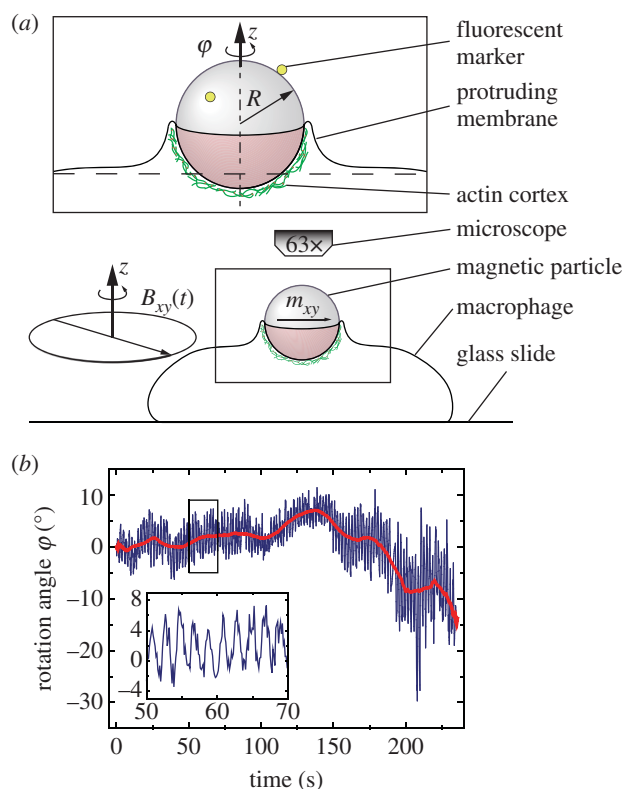 (a)
z
φ
R
fluorescent
marker
protruding
membrane
actin cortex
63×
microscope
z
B_xy(t)
m_xy
magnetic particle
macrophage
glass slide
(b)
rotation angle φ (°)
10
0
−10
−20
−30
8
4
0
−4
50 60 70
0 50 100 150 200
time (s)